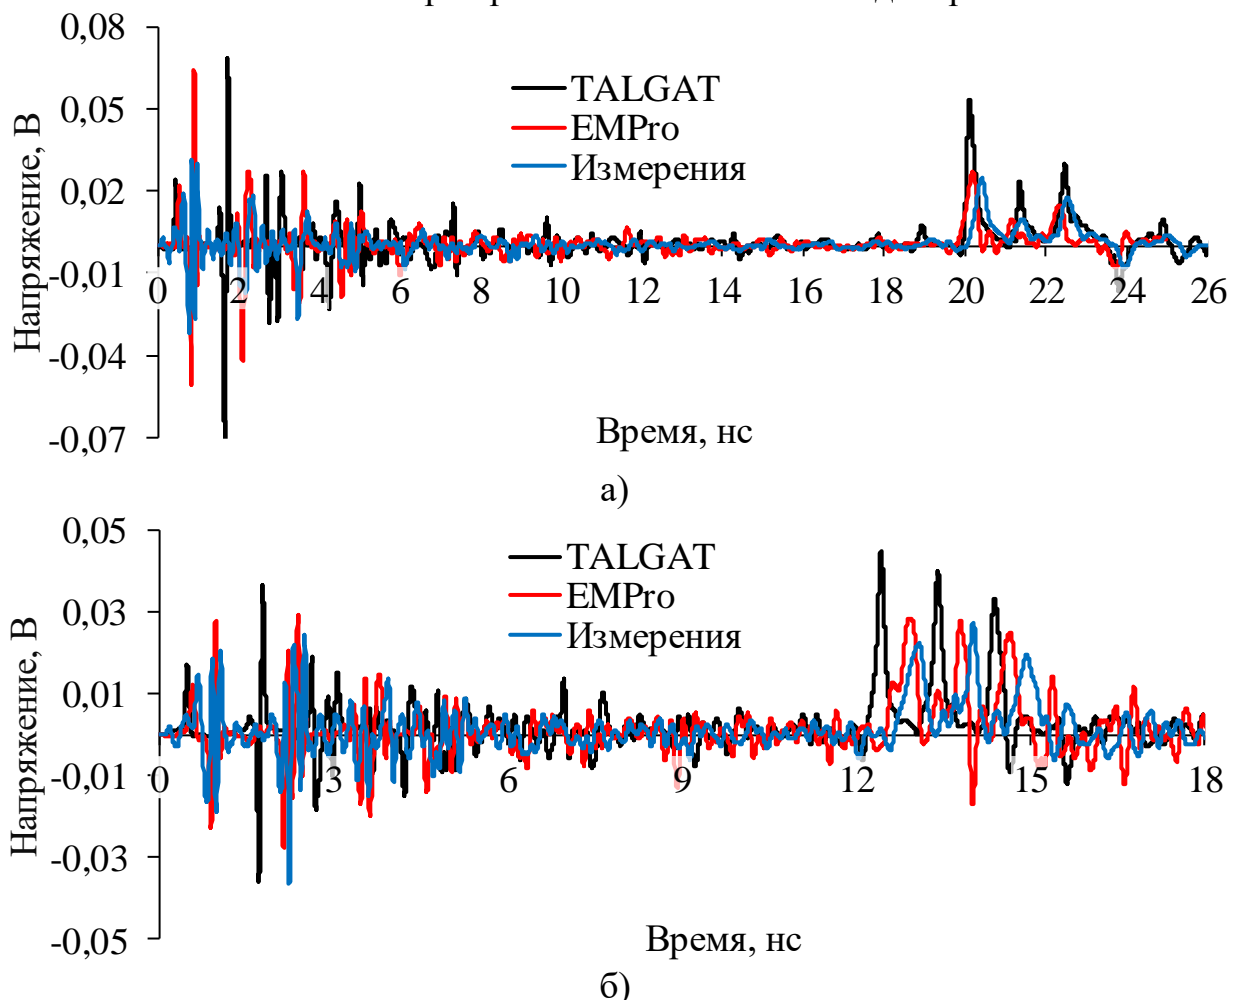 0,08
0,05
0,02
-0,01
-0,04
-0,07
Напряжение, В
TALGAT
EMPro
Измерения
0 2 4 6 8 10 12 14 16 18 20 22 24 26
Время, нс
а)
0,05
0,03
0,01
-0,01
-0,03
-0,05
Напряжение, В
TALGAT
EMPro
Измерения
0 3 6 9 12 15 18
Время, нс
б)